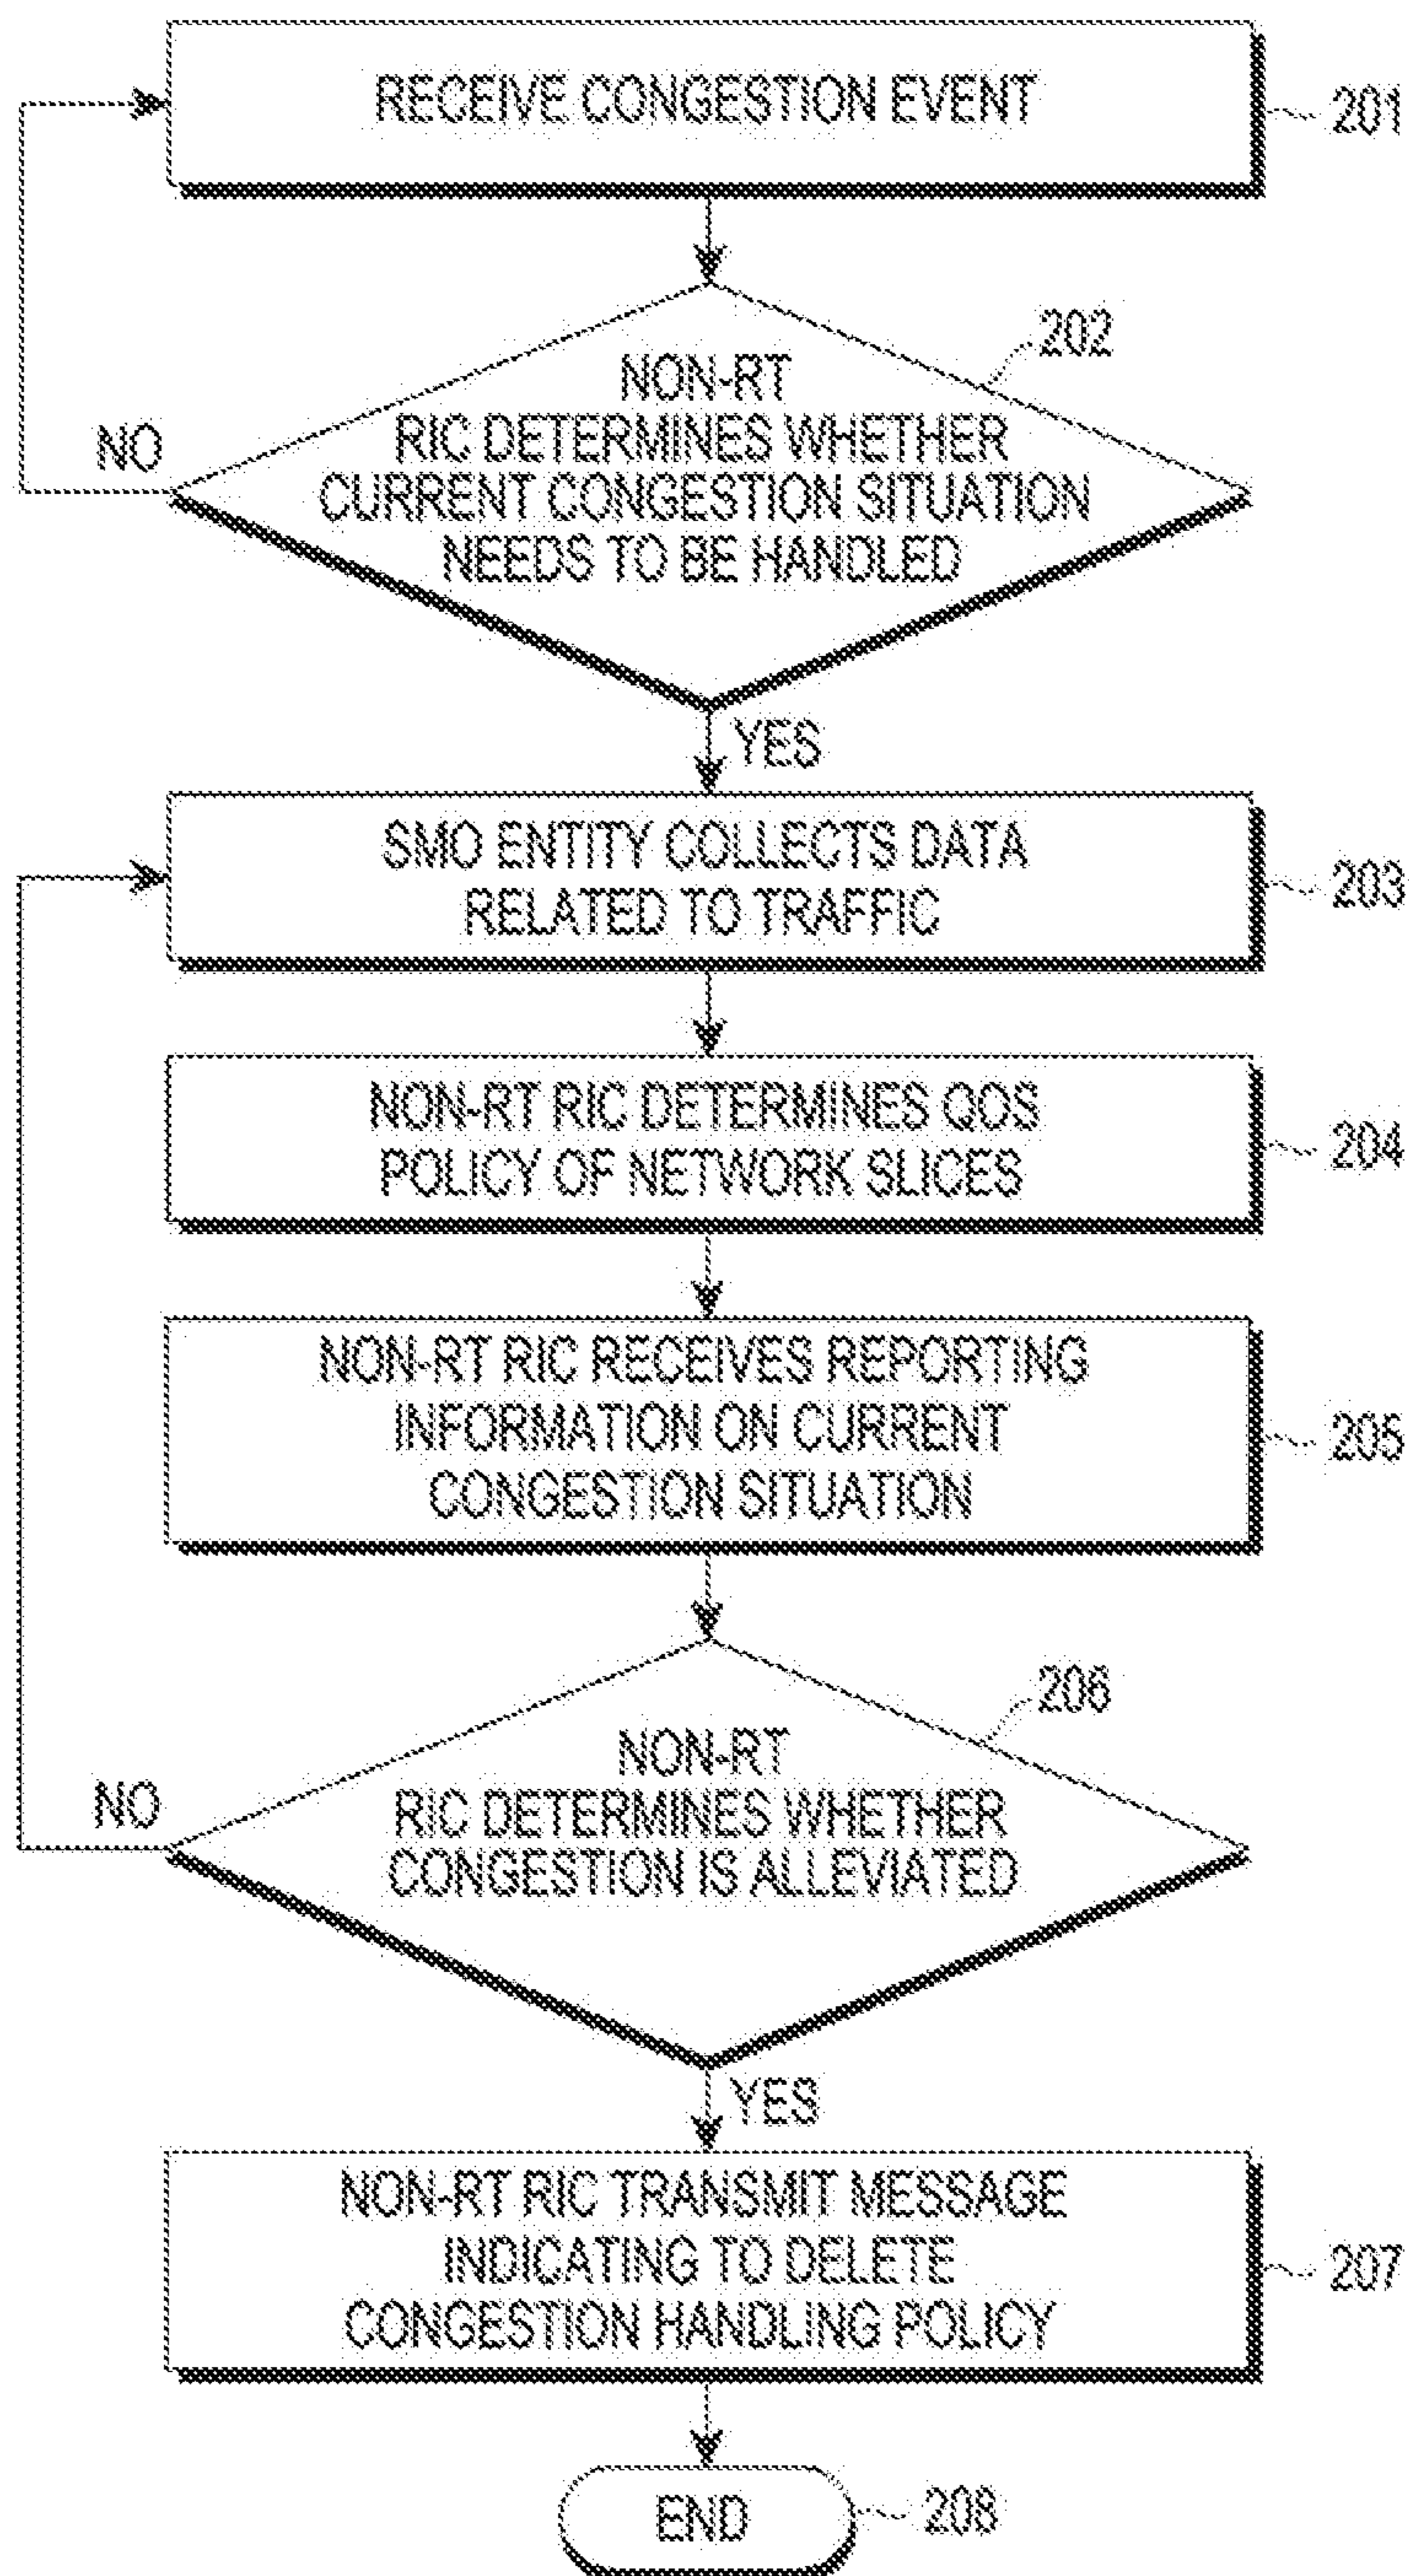 RECEIVE CONGESTION EVENT
201
202
NON-RT
RIC DETERMINES WHETHER
CURRENT CONGESTION SITUATION
NEEDS TO BE HANDLED
NO
YES
SMO ENTITY COLLECTS DATA
RELATED TO TRAFFIC
203
NON-RT RIC DETERMINES QOS
POLICY OF NETWORK SLICES
204
NON-RT RIC RECEIVES REPORTING
INFORMATION ON CURRENT
CONGESTION SITUATION
205
206
NON-RT
RIC DETERMINES WHETHER
CONGESTION IS ALLEVIATED
NO
YES
NON-RT RIC TRANSMIT MESSAGE
INDICATING TO DELETE
CONGESTION HANDLING POLICY
207
END
208